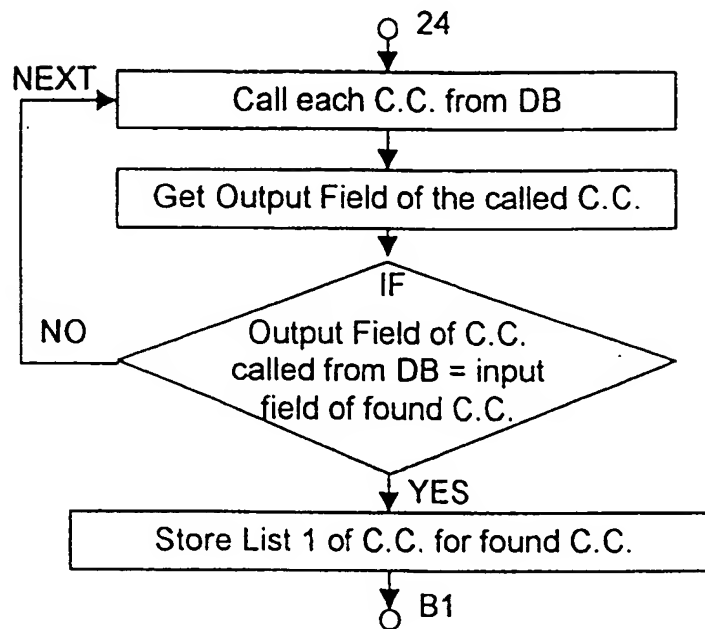 24
NEXT
Call each C.C. from DB
Get Output Field of the called C.C.
IF
NO
Output Field of C.C.
called from DB = input
field of found C.C.
YES
Store List 1 of C.C. for found C.C.
B1